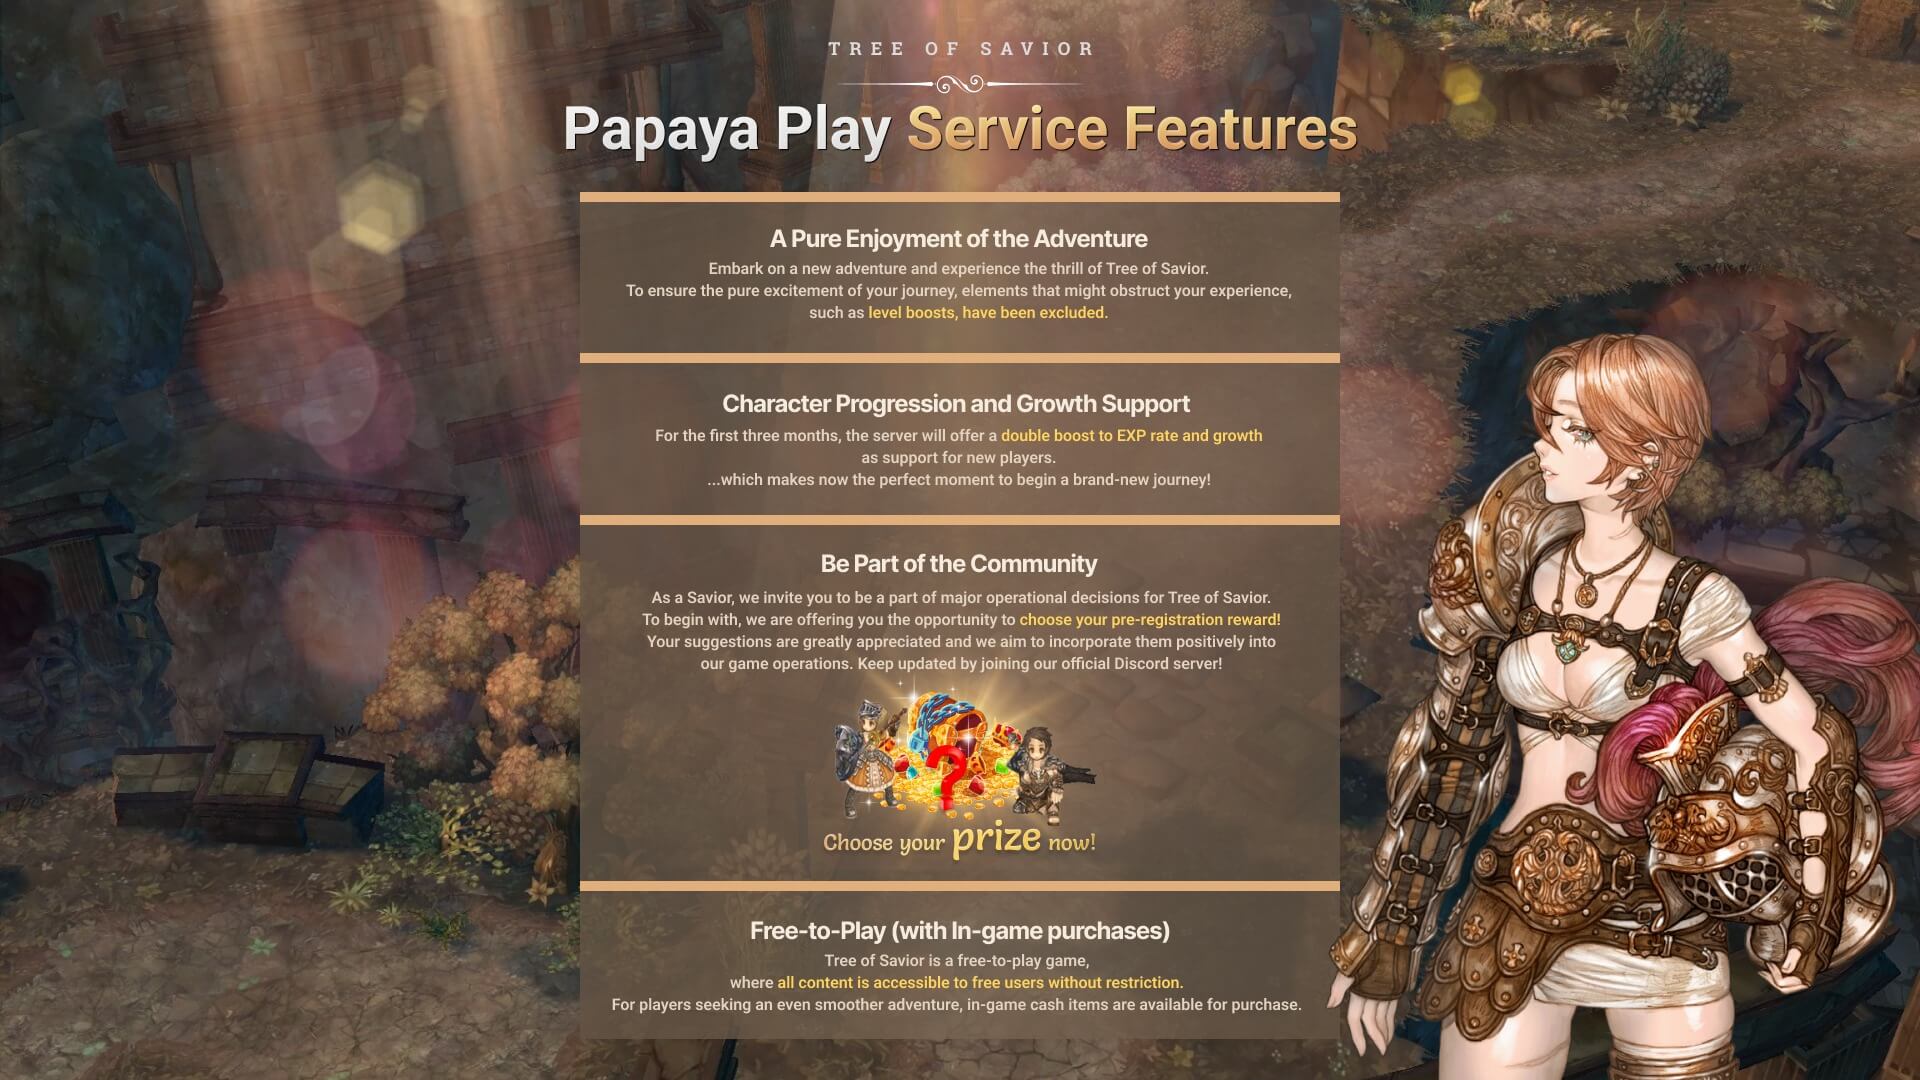 TREE OF SAVIOR
Papaya Play Service Features
A Pure Enjoyment of the Adventure
Embark on a new adventure and experience the thrill of Tree of Savior.
To ensure the pure excitement of your journey, elements that might obstruct your experience,
such as level boosts, have been excluded.
Character Progression and Growth Support
For the first three months, the server will offer a double boost to EXP rate and growth
as support for new players.
...which makes now the perfect moment to begin a brand-new journey!
Be Part of the Community
As a Savior, we invite you to be a part of major operational decisions for Tree of Savior.
To begin with, we are offering you the opportunity to choose your pre-registration reward!
Your suggestions are greatly appreciated and we aim to incorporate them positively into
our game operations. Keep updated by joining our official Discord server!
?
Choose your prize now!
Free-to-Play (with In-game purchases)
Tree of Savior is a free-to-play game,
where all content is accessible to free users without restriction.
For players seeking an even smoother adventure, in-game cash items are available for purchase.